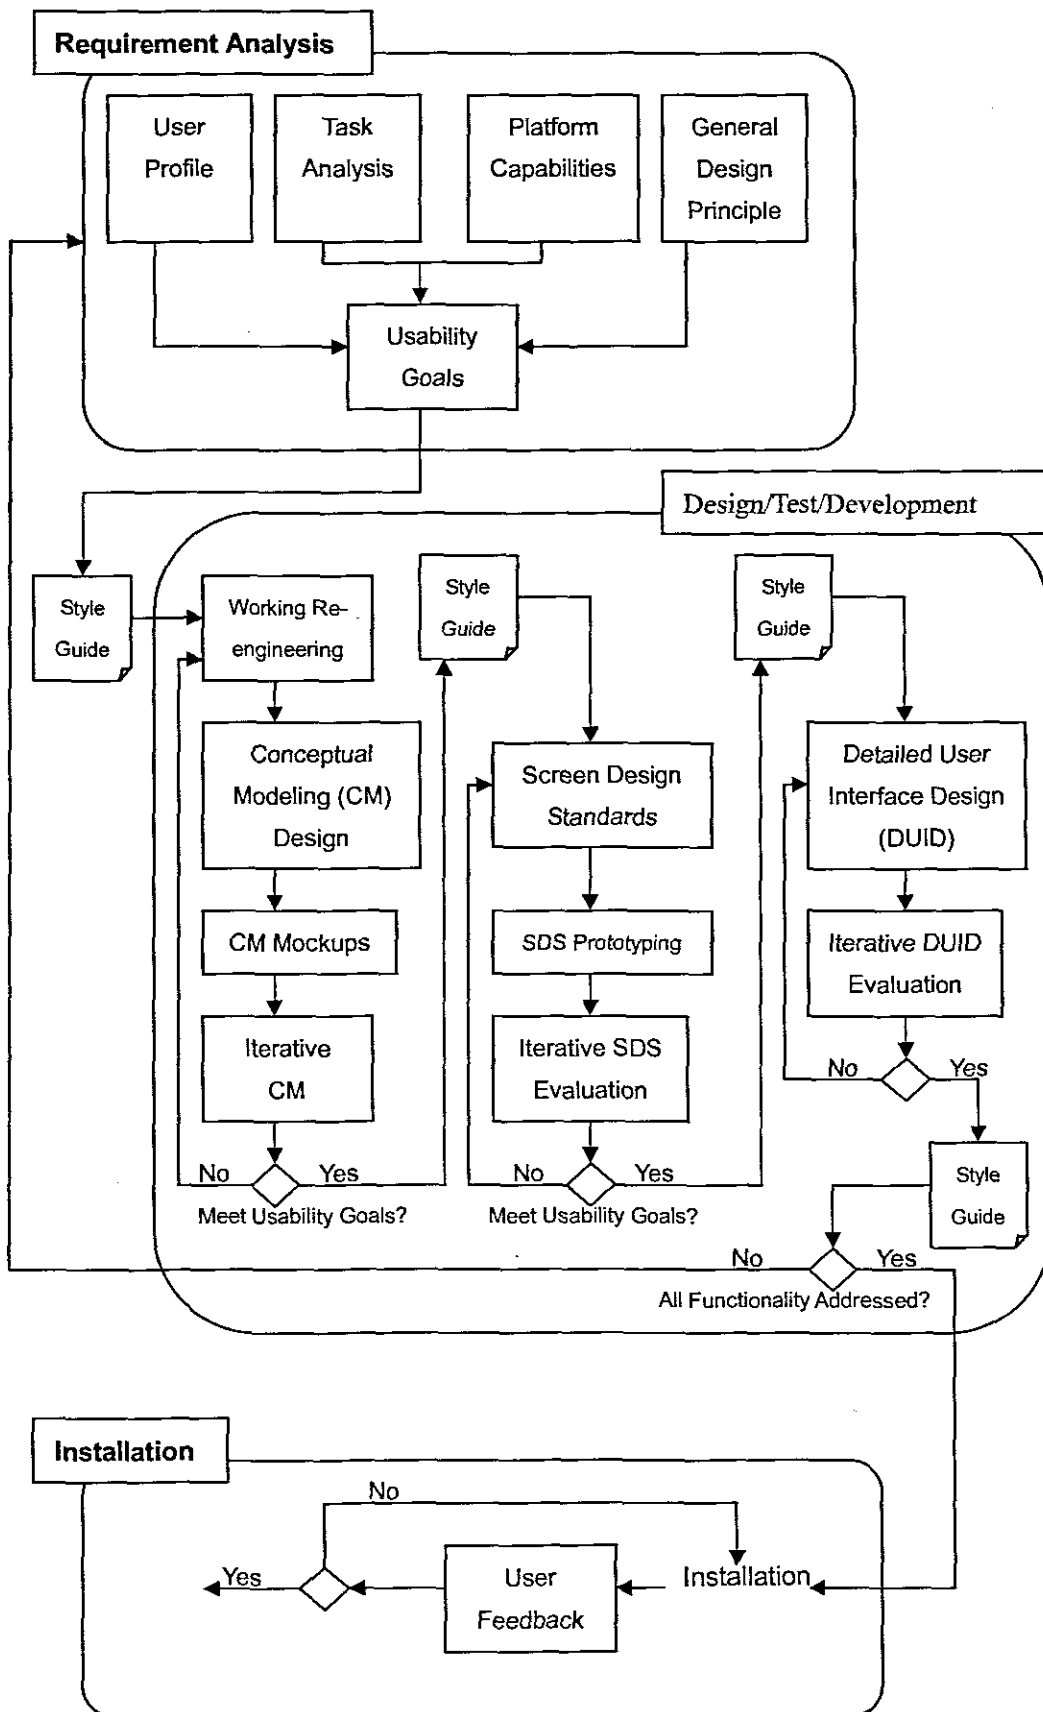 Requirement Analysis
User
Profile
Task
Analysis
Platform
Capabilities
General
Design
Principle
Usability
Goals
Design/Test/Development
Style
Guide
Working Re-
engineering
Conceptual
Modeling (CM)
Design
CM Mockups
Iterative
CM
No
Yes
Meet Usability Goals?
Style
Guide
Screen Design
Standards
SDS Prototyping
Iterative SDS
Evaluation
No
Yes
Meet Usability Goals?
Style
Guide
Detailed User
Interface Design
(DUID)
Iterative DUID
Evaluation
No
Yes
Style
Guide
No
Yes
All Functionality Addressed?
Installation
No
Yes
User
Feedback
Installation